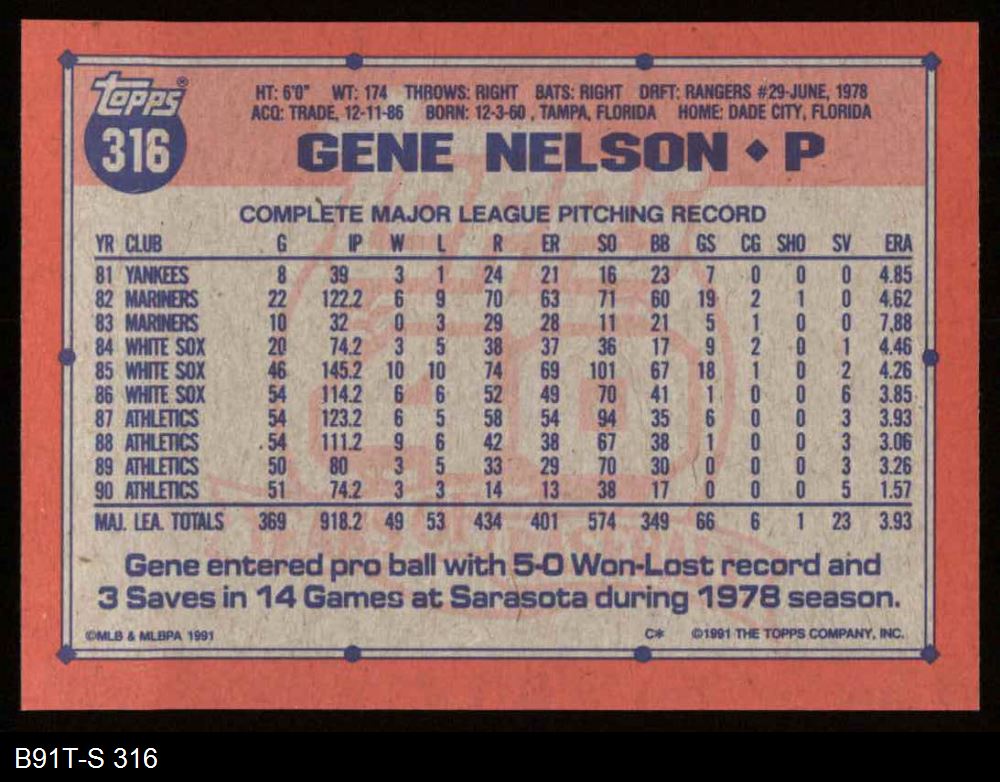 topps®
316
HT: 6'0" WT: 174 THROWS: RIGHT BATS: RIGHT DRFT: RANGERS #29-JUNE, 1978
ACQ: TRADE, 12-11-86 BORN: 12-3-60 , TAMPA, FLORIDA HOME: DADE CITY, FLORIDA
GENE NELSON ◆ P
COMPLETE MAJOR LEAGUE PITCHING RECORD
YR CLUB G IP W L R ER SO BB GS CG SHO SV ERA
81 YANKEES 8 39 3 1 24 21 16 23 7 0 0 0 4.85
82 MARINERS 22 122.2 6 9 70 63 71 60 19 2 1 0 4.62
83 MARINERS 10 32 0 3 29 28 11 21 5 1 0 0 7.88
84 WHITE SOX 20 74.2 3 5 38 37 36 17 9 2 0 1 4.46
85 WHITE SOX 46 145.2 10 10 74 69 101 67 18 1 0 2 4.26
86 WHITE SOX 54 114.2 6 6 52 49 70 41 1 0 0 6 3.85
87 ATHLETICS 54 123.2 6 5 58 54 94 35 6 0 0 3 3.93
88 ATHLETICS 54 111.2 9 6 42 38 67 38 1 0 0 3 3.06
89 ATHLETICS 50 80 3 5 33 29 70 30 0 0 0 3 3.26
90 ATHLETICS 51 74.2 3 3 14 13 38 17 0 0 0 5 1.57
MAJ. LEA. TOTALS 369 918.2 49 53 434 401 574 349 66 6 1 23 3.93
Gene entered pro ball with 5-0 Won-Lost record and
3 Saves in 14 Games at Sarasota during 1978 season.
©MLB & MLBPA 1991 C* ©1991 THE TOPPS COMPANY, INC.
B91T-S 316